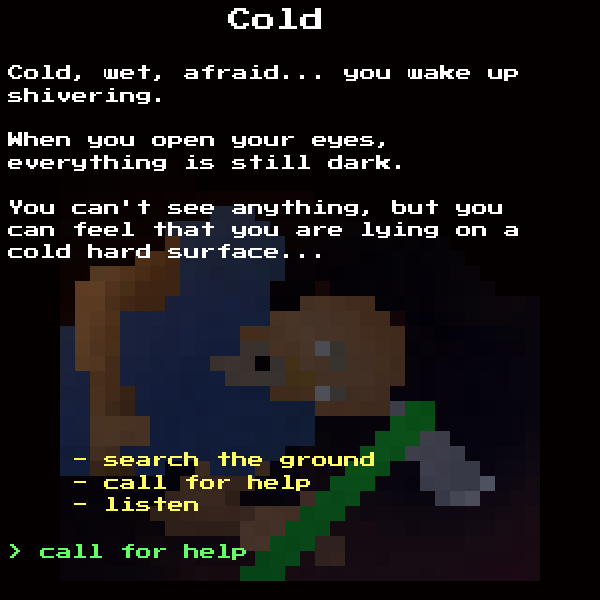 Cold
Cold, wet, afraid... you wake up
shivering.
When you open your eyes,
everything is still dark.
You can't see anything, but you
can feel that you are lying on a
cold hard surface...
- search the ground
- call for help
- listen
> call for help